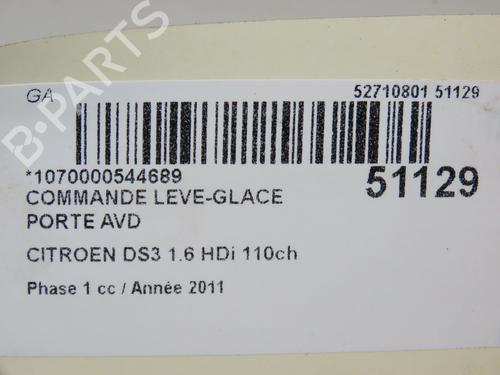 GA
52710801 51129
*1070000544689
51129
COMMANDE LEVE-GLACE
PORTE AVD
CITROEN DS3 1.6 HDi 110ch
Phase 1 cc / Année 2011
B-PARTS